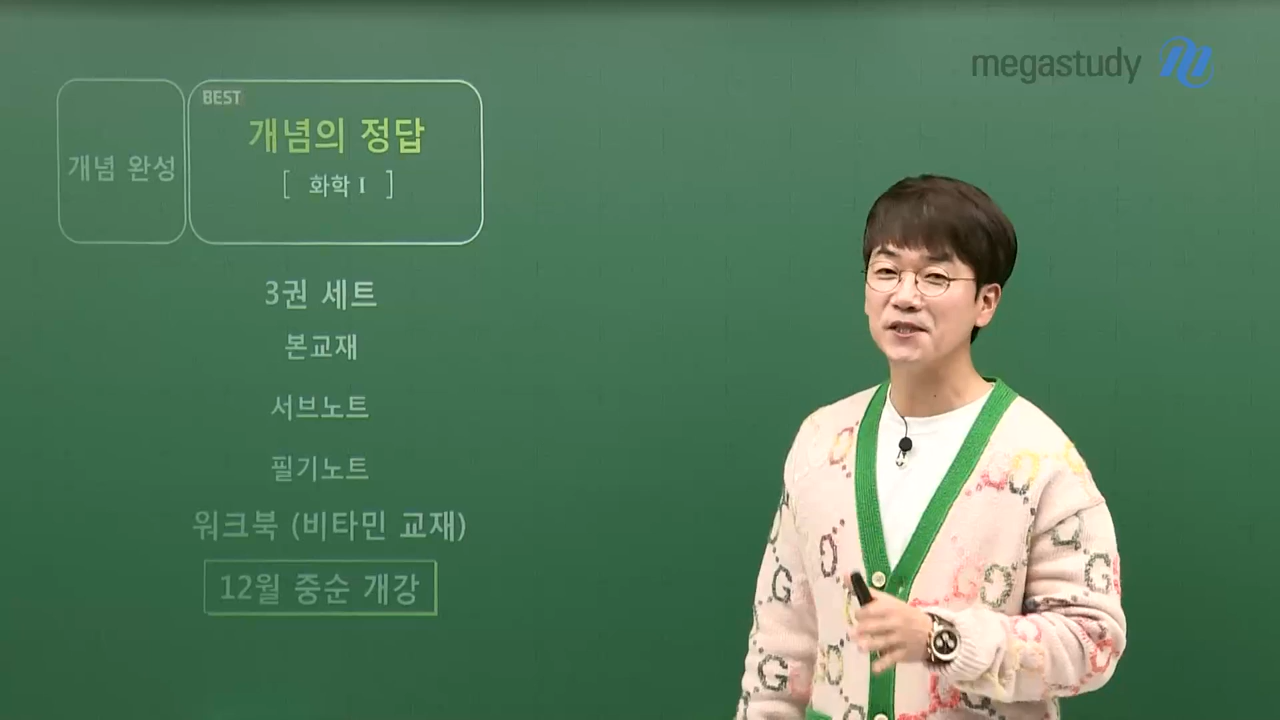 megastudy
BEST
개념의 정답
개념 완성
[ 화학 I ]
3권 세트
본교재
서브노트
필기노트
워크북 (비타민 교재)
12월 중순 개강